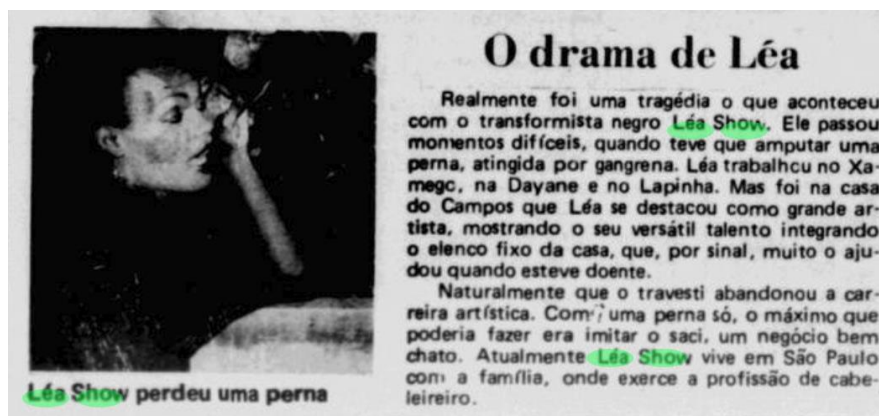 O drama de Léa
Realmente foi uma tragédia o que aconteceu
com o transformista negro Léa Show. Ele passou
momentos difíceis, quando teve que amputar uma
perna, atingida por gangrena. Léa trabalhou no Xa-
mego, na Dayane e no Lapinha. Mas foi na casa
do Campos que Léa se destacou como grande ar-
tista, mostrando o seu versátil talento integrando
o elenco fixo da casa, que, por sinal, muito o aju-
dou quando esteve doente.
Naturalmente que o travesti abandonou a car-
reira artística. Com uma perna só, o máximo que
poderia fazer era imitar o saci, um negócio bem
chato. Atualmente Léa Show vive em São Paulo
com a família, onde exerce a profissão de cabe-
leireiro.
Léa Show perdeu uma perna